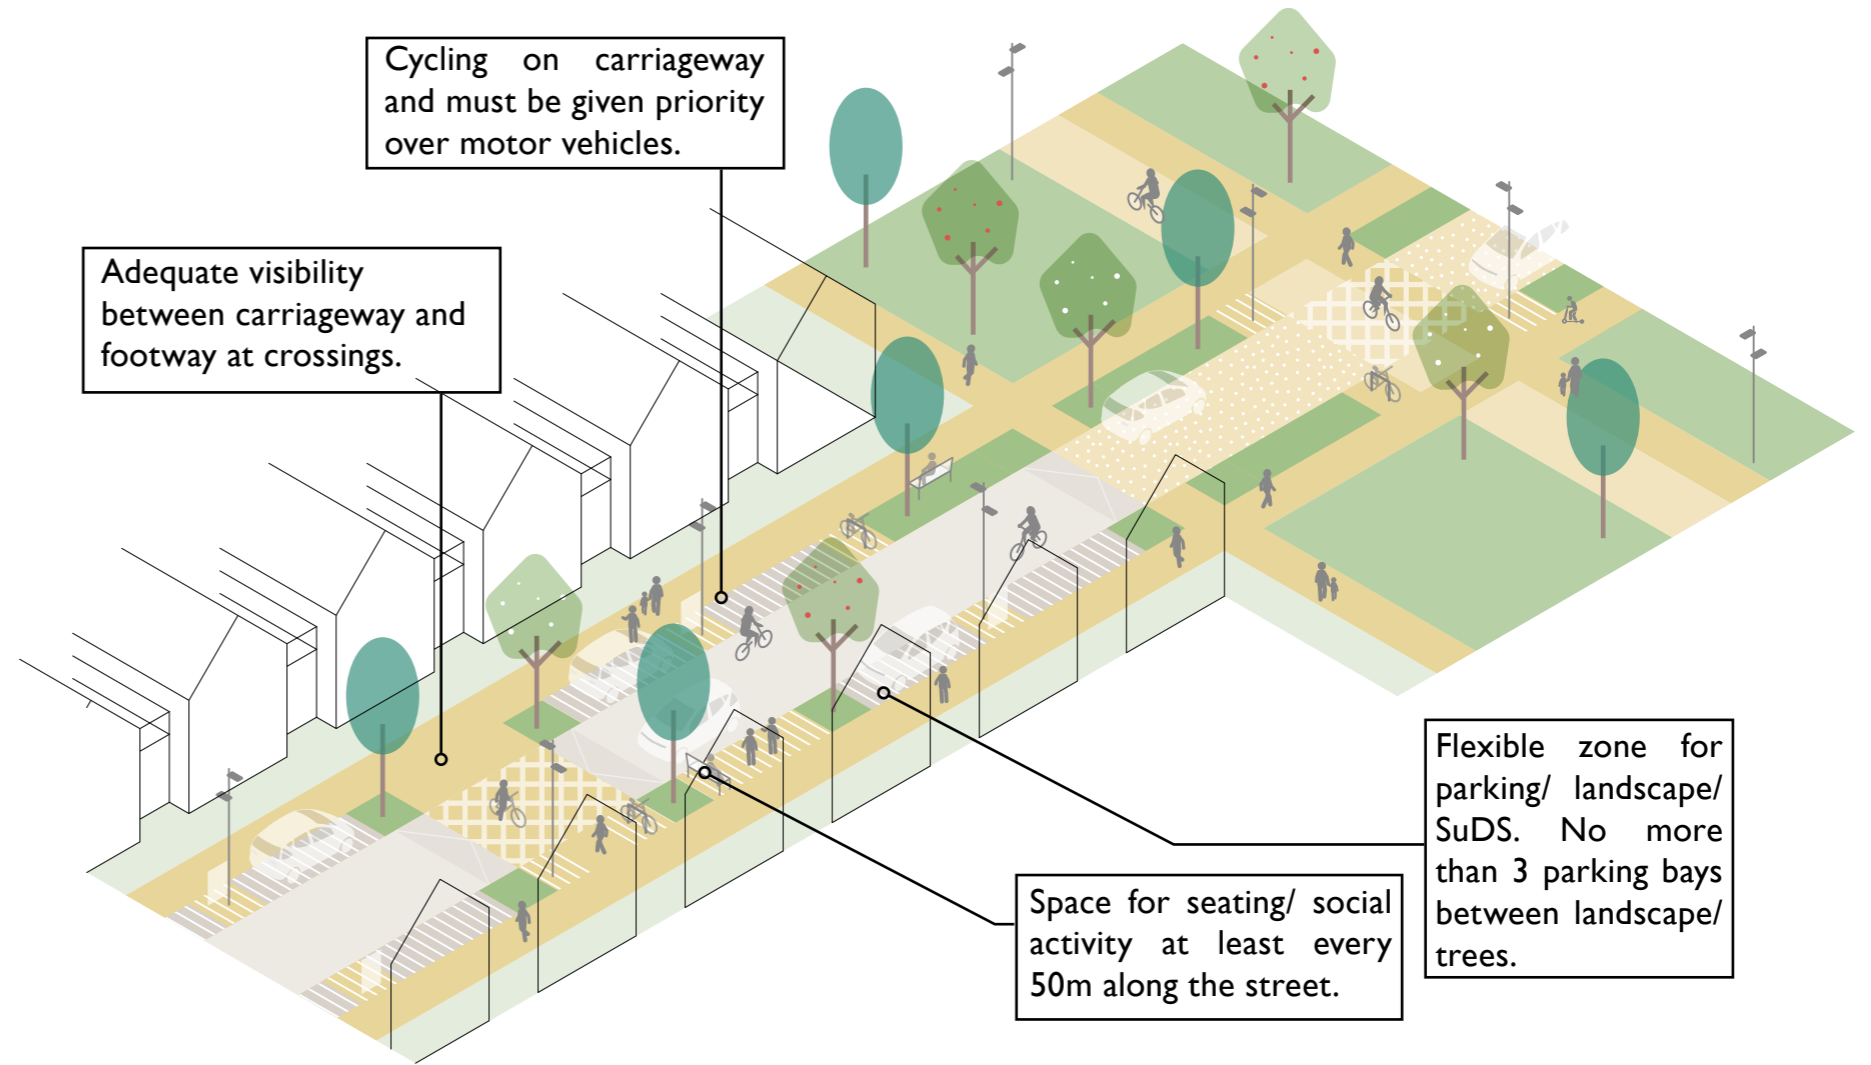 Cycling on carriageway
and must be given priority
over motor vehicles.
Adequate visibility
between carriageway and
footway at crossings.
Flexible zone for
parking/ landscape/
SuDS. No more
than 3 parking bays
between landscape/
trees.
Space for seating/ social
activity at least every
50m along the street.